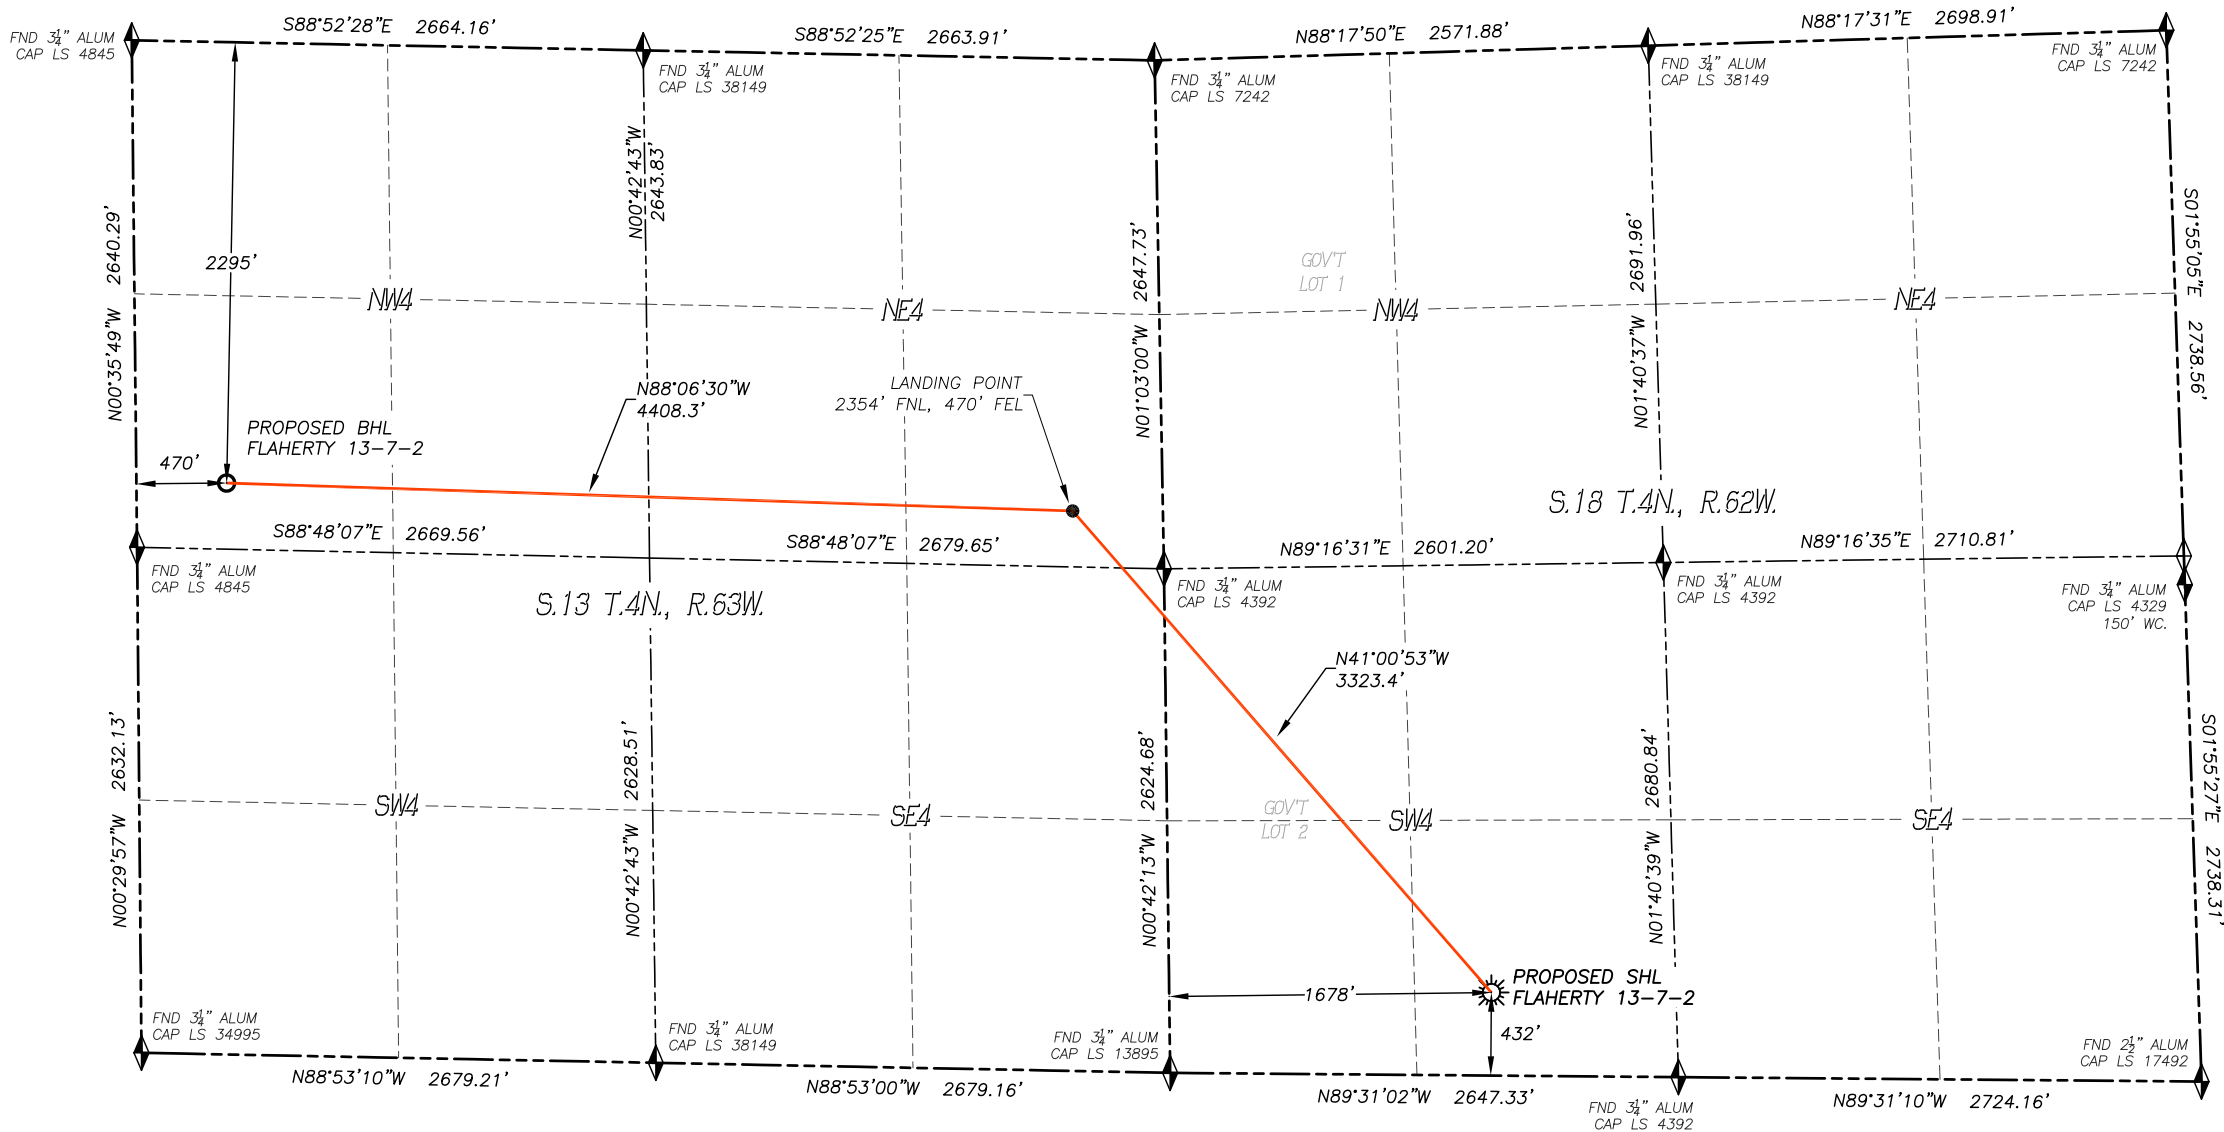 S88°52'28"E 2664.16'
S88°52'25"E 2663.91'
N88°17'50"E 2571.88'
N88°17'31"E 2698.91'
FND 3¼" ALUM
CAP LS 4845
FND 3¼" ALUM
CAP LS 38149
FND 3¼" ALUM
CAP LS 7242
FND 3¼" ALUM
CAP LS 38149
FND 3¼" ALUM
CAP LS 7242
N00°35'49"W 2640.29'
2295'
N00°42'43"W
2643.83'
N01°03'00"W 2647.73'
GOV'T
LOT 1
N01°40'37"W 2691.96'
S01°55'05"E 2738.56'
NW4
NE4
NW4
NE4
N88°06'30"W
4408.3'
LANDING POINT
2354' FNL, 470' FEL
PROPOSED BHL
FLAHERTY 13-7-2
470'
S.18 T.4N., R.62W.
S88°48'07"E 2669.56'
S88°48'07"E 2679.65'
N89°16'31"E 2601.20'
N89°16'35"E 2710.81'
FND 3¼" ALUM
CAP LS 4845
S.13 T.4N., R.63W.
FND 3¼" ALUM
CAP LS 4392
FND 3¼" ALUM
CAP LS 4392
FND 3¼" ALUM
CAP LS 4329
150' WC.
N41°00'53"W
3323.4'
N00°29'57"W 2632.13'
N00°42'43"W 2628.51'
N00°42'13"W 2624.68'
N01°40'39"W 2680.84'
S01°55'27"E 2738.31'
SW4
SE4
GOV'T
LOT 2
SW4
SE4
PROPOSED SHL
FLAHERTY 13-7-2
1678'
432'
FND 3¼" ALUM
CAP LS 34995
FND 3¼" ALUM
CAP LS 38149
FND 3¼" ALUM
CAP LS 13895
FND 2½" ALUM
CAP LS 17492
N88°53'10"W 2679.21'
N88°53'00"W 2679.16'
N89°31'02"W 2647.33'
N89°31'10"W 2724.16'
FND 3¼" ALUM
CAP LS 4392